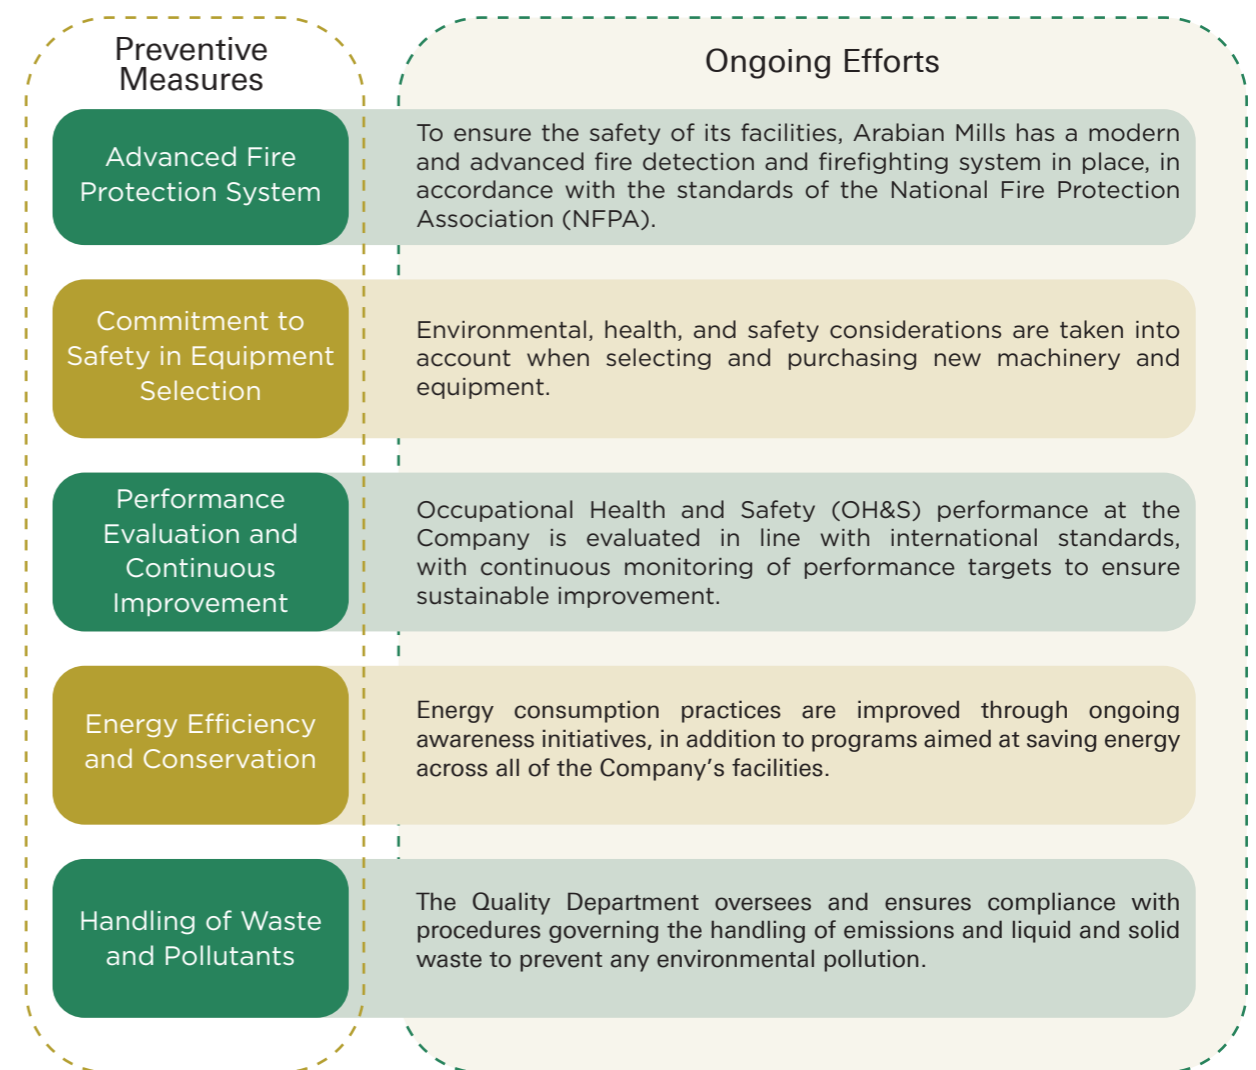 Preventive
Measures
Ongoing Efforts
Advanced Fire
Protection System
To ensure the safety of its facilities, Arabian Mills has a modern
and advanced fire detection and firefighting system in place, in
accordance with the standards of the National Fire Protection
Association (NFPA).
Commitment to
Safety in Equipment
Selection
Environmental, health, and safety considerations are taken into
account when selecting and purchasing new machinery and
equipment.
Performance
Evaluation and
Continuous
Improvement
Occupational Health and Safety (OH&S) performance at the
Company is evaluated in line with international standards,
with continuous monitoring of performance targets to ensure
sustainable improvement.
Energy Efficiency
and Conservation
Energy consumption practices are improved through ongoing
awareness initiatives, in addition to programs aimed at saving energy
across all of the Company’s facilities.
Handling of Waste
and Pollutants
The Quality Department oversees and ensures compliance with
procedures governing the handling of emissions and liquid and solid
waste to prevent any environmental pollution.